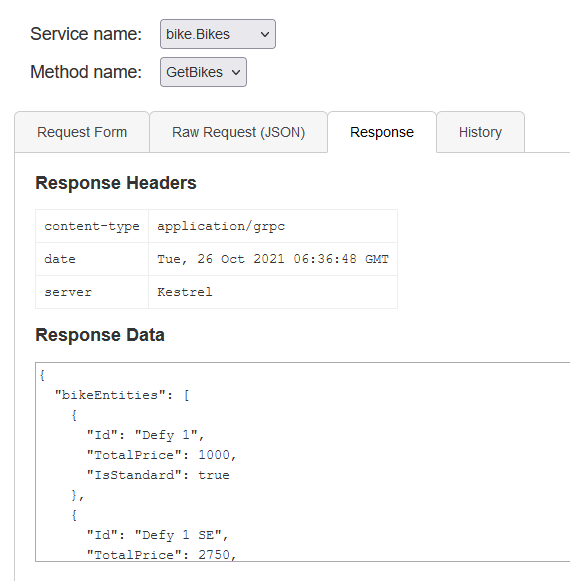 Service name: bike.Bikes
Method name: GetBikes
Request Form Raw Request (JSON) Response History
Response Headers
content-type application/grpc
date Tue, 26 Oct 2021 06:36:48 GMT
server Kestrel
Response Data
{
"bikeEntities": [
{
"Id": "Defy 1",
"TotalPrice": 1000,
"IsStandard": true
},
{
"Id": "Defy 1 SE",
"TotalPrice": 2750,